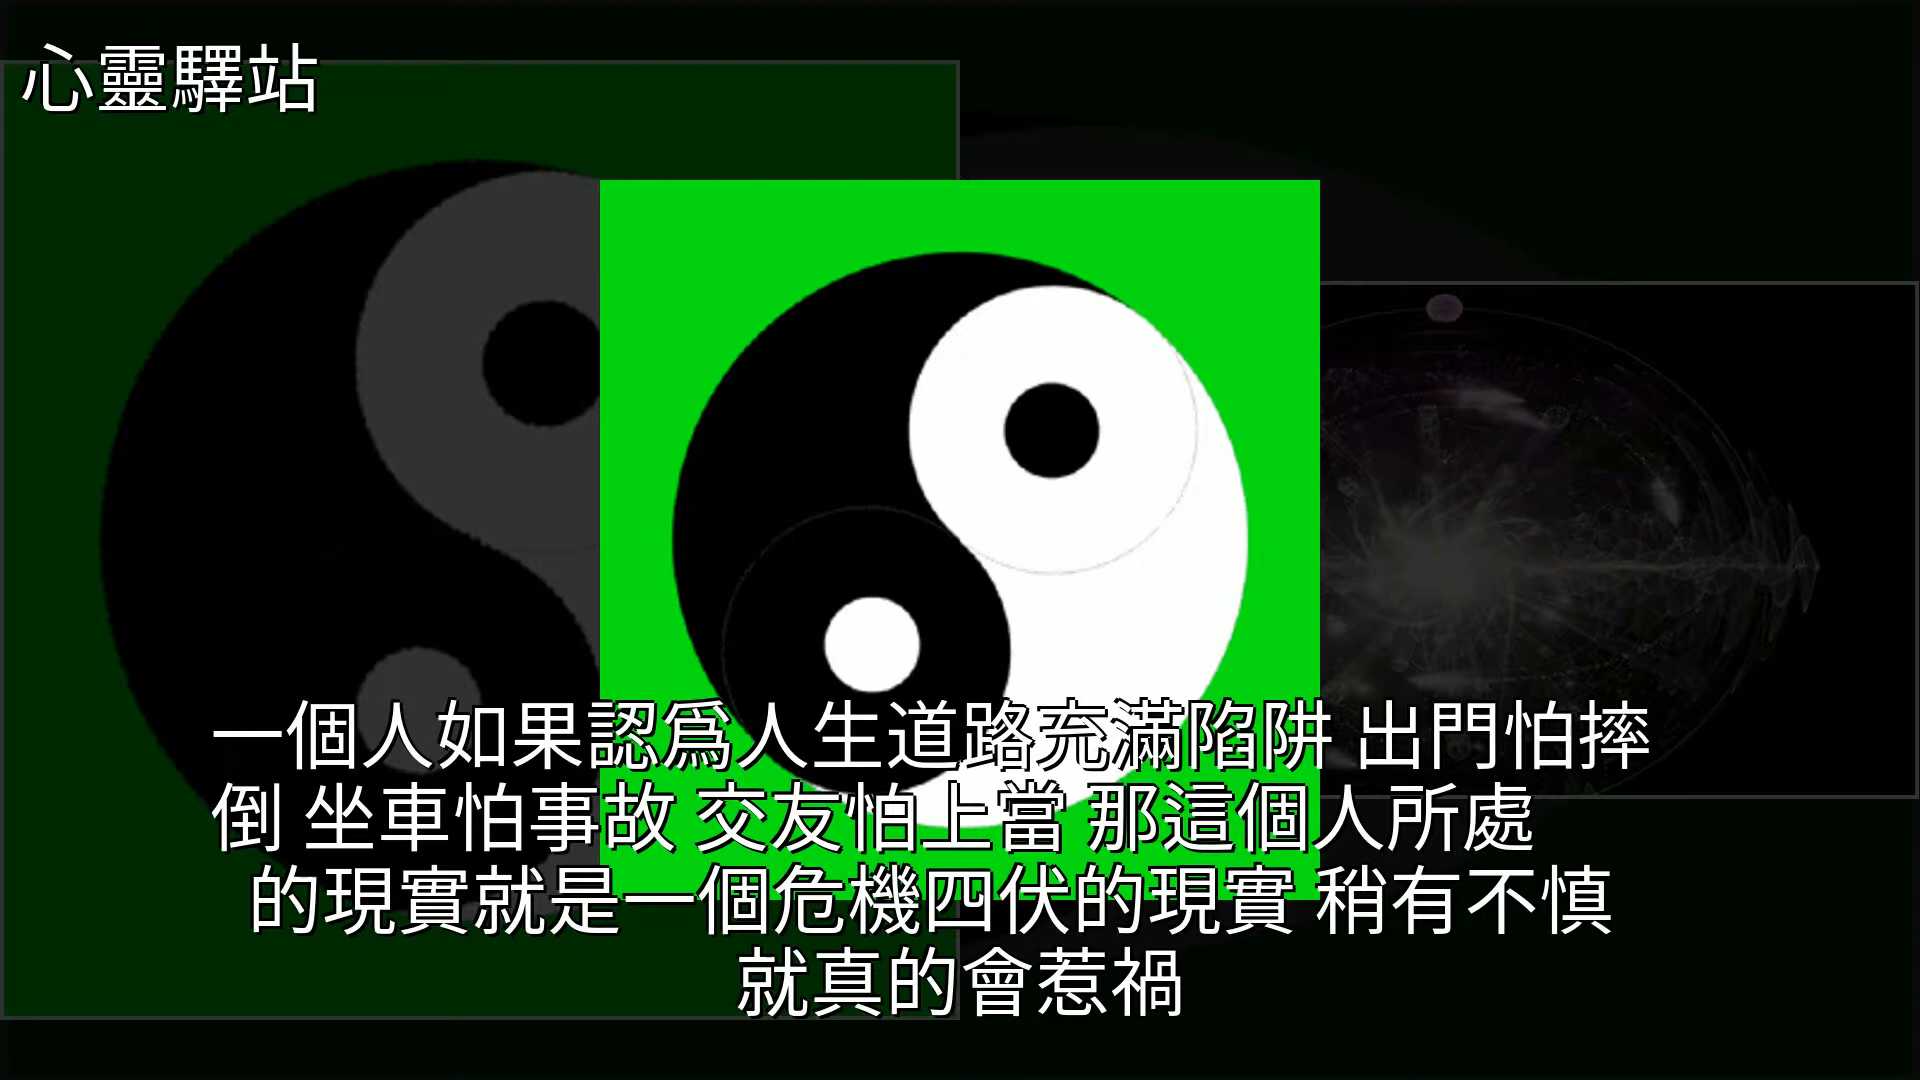 心靈驛站
一個人如果認爲人生道路充滿陷阱 出門怕摔
倒 坐車怕事故 交友怕上當 那這個人所處
的現實就是一個危機四伏的現實 稍有不慎
就真的會惹禍